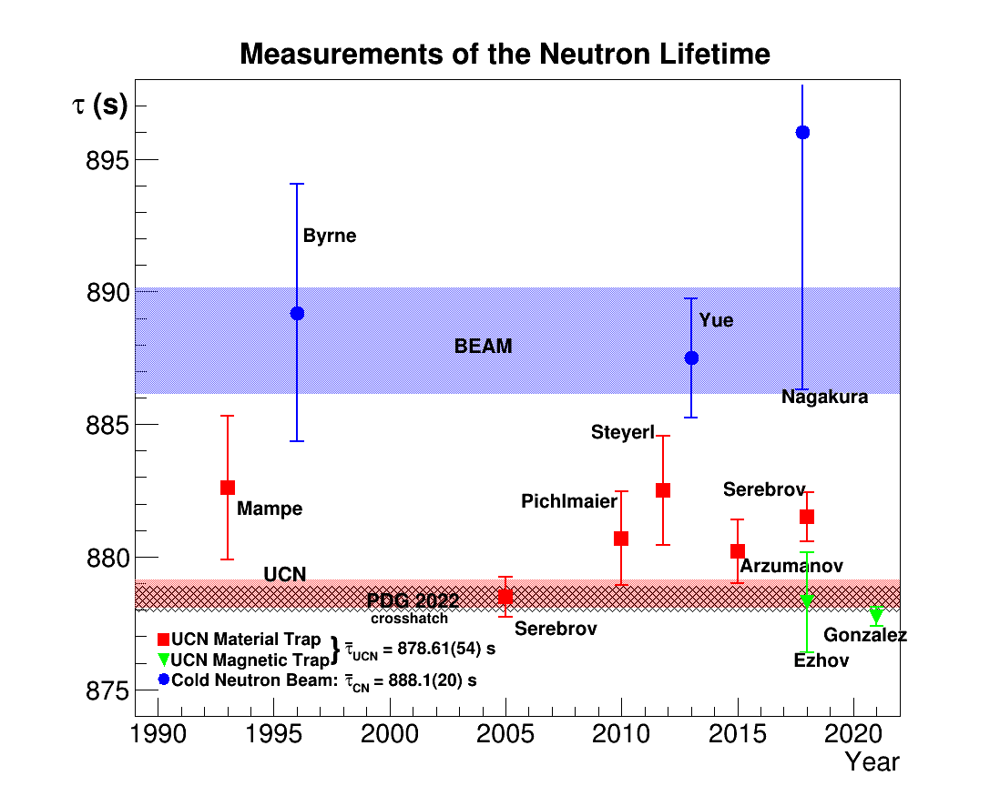 Measurements of the Neutron Lifetime
τ (s)
895
Byrne
890
Yue
BEAM
Nagakura
885
Steyerl
Serebrov
Pichlmaier
Mampe
880
Arzumanov
UCN
PDG 2022
crosshatch
Serebrov
Gonzalez
UCN Material Trap
UCN Magnetic Trap
} τ̅UCN = 878.61(54) s
Ezhov
Cold Neutron Beam: τ̅CN = 888.1(20) s
875
1990 1995 2000 2005 2010 2015 2020
Year